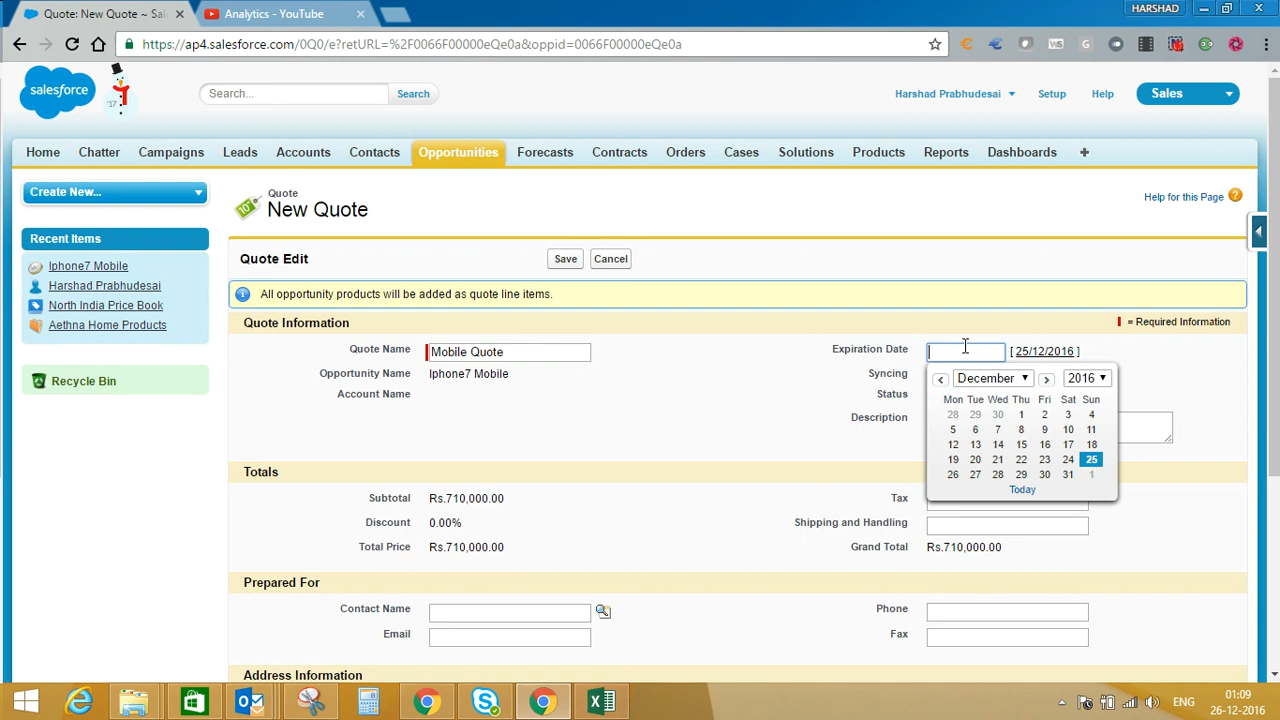 Quote: New Quote ~ Sal
Analytics - YouTube
HARSHAD
https://ap4.salesforce.com/0Q0/e?retURL=%2F0066F00000eQe0a&oppid=0066F00000eQe0a
salesforce
'17
Search...
Search
Harshad Prabhudesai
Setup
Help
Sales
Home
Chatter
Campaigns
Leads
Accounts
Contacts
Opportunities
Forecasts
Contracts
Orders
Cases
Solutions
Products
Reports
Dashboards
Create New...
Recent Items
Iphone7 Mobile
Harshad Prabhudesai
North India Price Book
Aethna Home Products
Recycle Bin
Quote
New Quote
Help for this Page
Quote Edit
Save
Cancel
All opportunity products will be added as quote line items.
Quote Information
= Required Information
Quote Name
Mobile Quote
Expiration Date
[ 25/12/2016 ]
Opportunity Name
Iphone7 Mobile
Syncing
Account Name
Status
Description
December
2016
Mon Tue Wed Thu Fri Sat Sun
28 29 30 1 2 3 4
5 6 7 8 9 10 11
12 13 14 15 16 17 18
19 20 21 22 23 24 25
26 27 28 29 30 31 1
Today
Totals
Subtotal
Rs.710,000.00
Tax
Discount
0.00%
Shipping and Handling
Total Price
Rs.710,000.00
Grand Total
Rs.710,000.00
Prepared For
Contact Name
Phone
Email
Fax
Address Information
ENG
01:09
26-12-2016